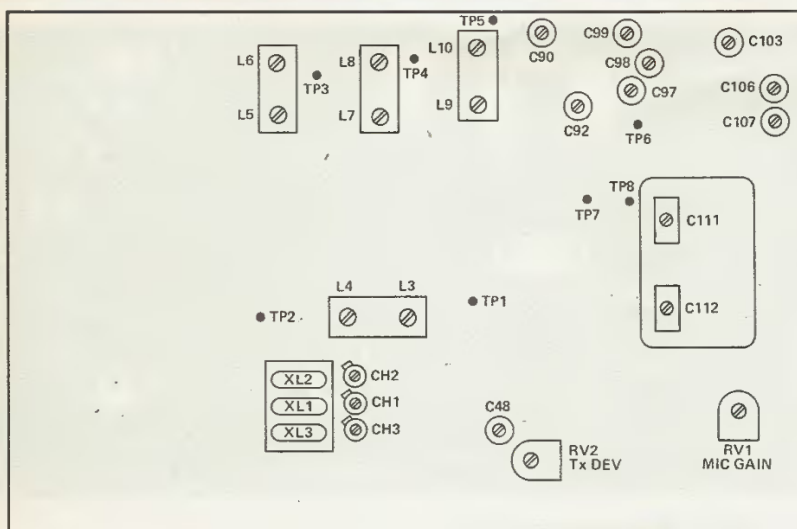 TP5
C99
L10
C90
C103
L6
L8
TP4
C98
TP3
C106
C97
L9
L5
L7
C92
C107
TP6
TP8
TP7
C111
L4
L3
TP1
TP2
C112
XL2
CH2
XL1
CH1
C48
XL3
CH3
RV2
Tx DEV
RV1
MIC GAIN